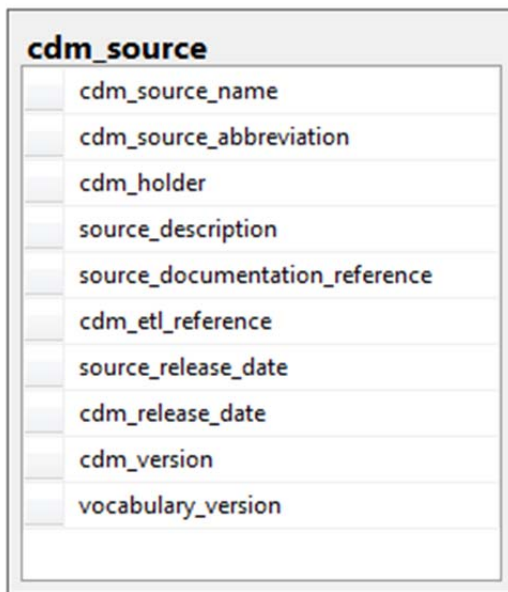 cdm_source
cdm_source_name
cdm_source_abbreviation
cdm_holder
source_description
source_documentation_reference
cdm_etl_reference
source_release_date
cdm_release_date
cdm_version
vocabulary_version